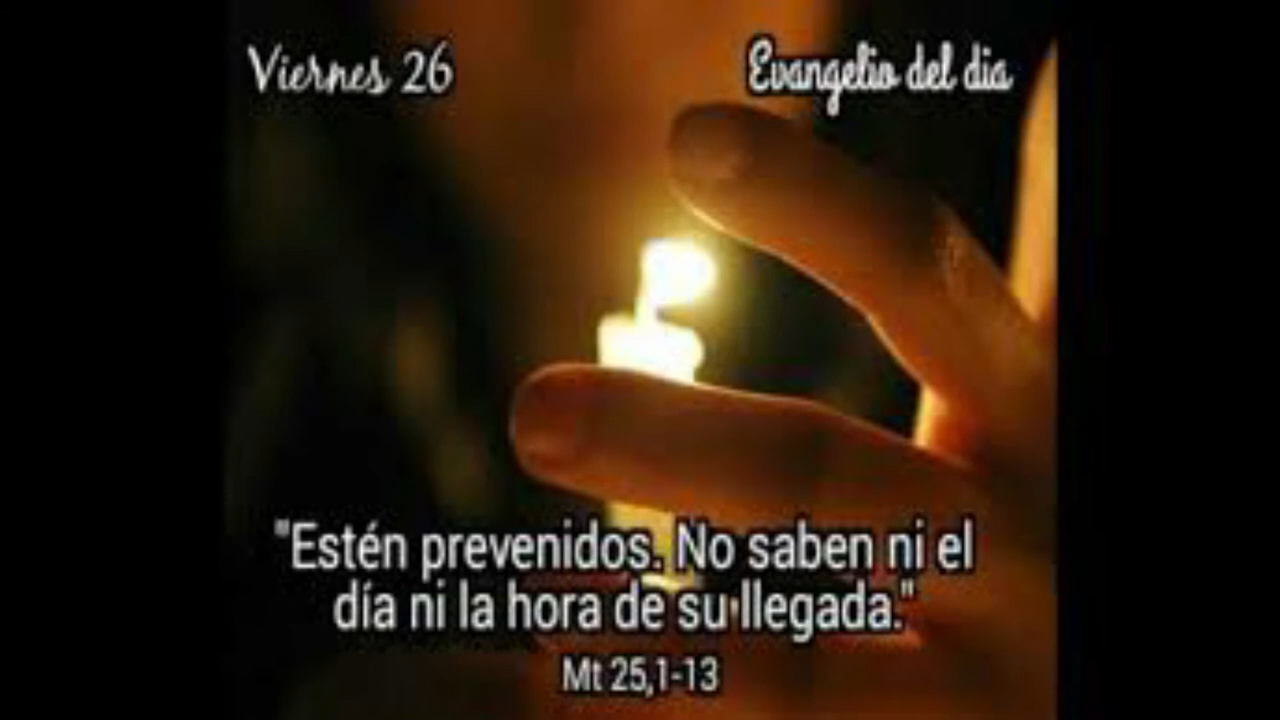 Viernes 26
Evangelio del dia
"Estén prevenidos. No saben ni el
día ni la hora de su llegada."
Mt 25,1-13